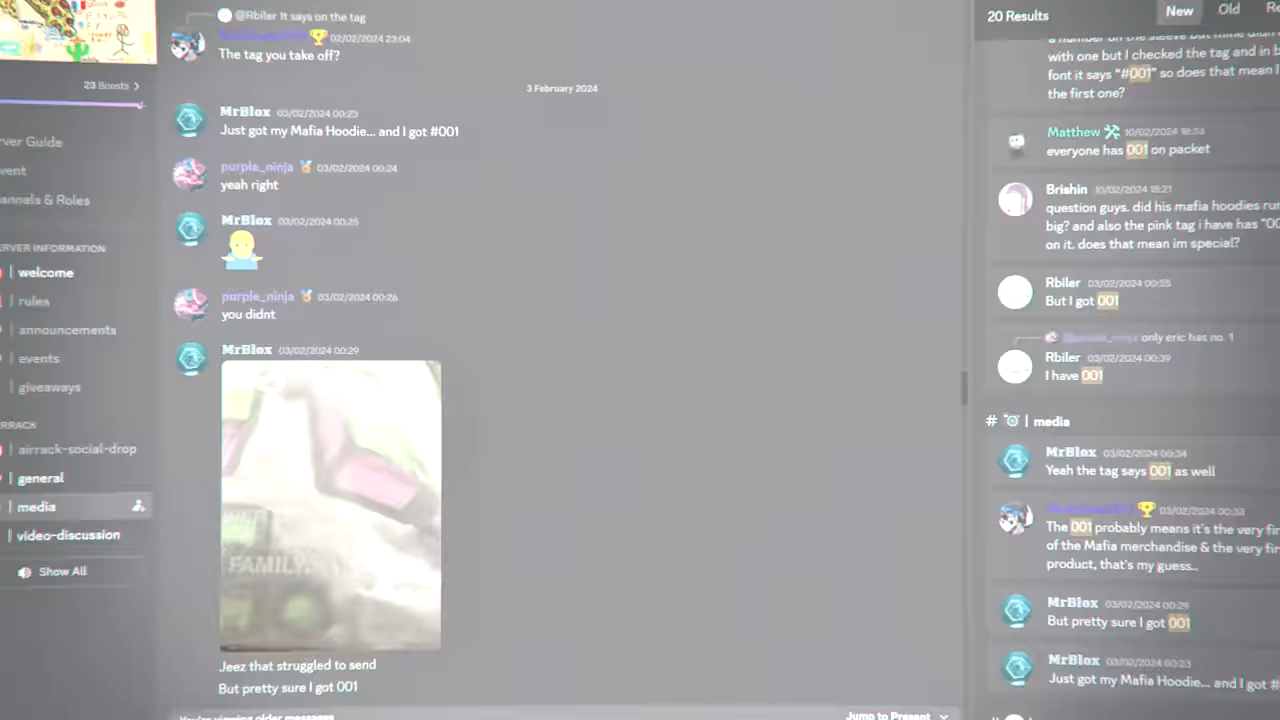 23 Boosts
rver Guide
vent
annels & Roles
ERVER INFORMATION
welcome
rules
announcements
events
giveaways
RRACK
airrack-social-drop
general
media
video-discussion
Show All
@Rbiler It says on the tag
02/02/2024 23:04
The tag you take off?
3 February 2024
MrBlox 03/02/2024 00:23
Just got my Mafia Hoodie... and I got #001
purple_ninja 03/02/2024 00:24
yeah right
MrBlox 03/02/2024 00:25
purple_ninja 03/02/2024 00:26
you didnt
MrBlox 03/02/2024 00:29
FAMILY.
Jeez that struggled to send
But pretty sure I got 001
You're viewing older messages
Jump to Present
20 Results
New
Old
Re
a number on the sleeve but mine didn
with one but I checked the tag and in b
font it says "#001" so does that mean I
the first one?
Matthew 10/02/2024 18:33
everyone has 001 on packet
Brishin 10/02/2024 18:21
question guys. did his mafia hoodies run
big? and also the pink tag i have has "00
on it. does that mean im special?
Rbiler 03/02/2024 00:55
But I got 001
only eric has no. 1
Rbiler 03/02/2024 00:39
I have 001
# | media
MrBlox 03/02/2024 00:34
Yeah the tag says 001 as well
03/02/2024 00:33
The 001 probably means it's the very fir
of the Mafia merchandise & the very fir
product, that's my guess..
MrBlox 03/02/2024 00:29
But pretty sure I got 001
MrBlox 03/02/2024 00:23
Just got my Mafia Hoodie... and I got #